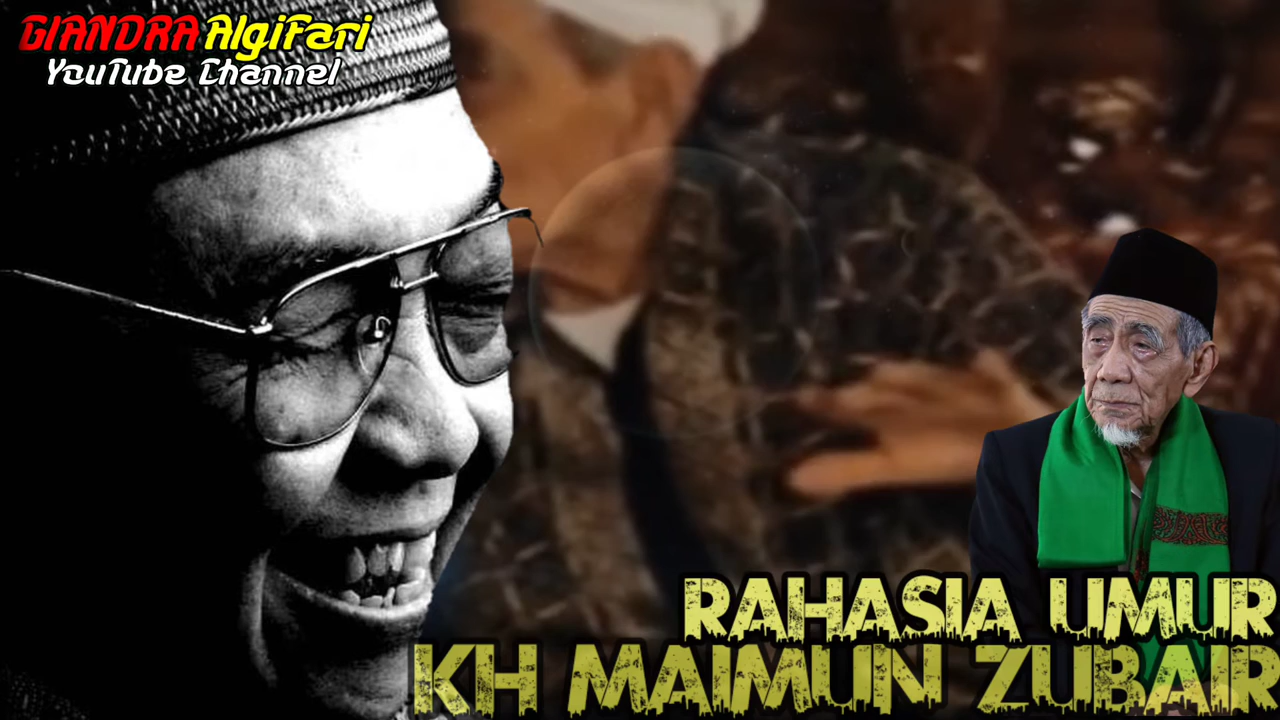 GIANDRA AlgiFari
YouTube Channel
RAHASIA UMUR
KH MAIMUN ZUBAIR